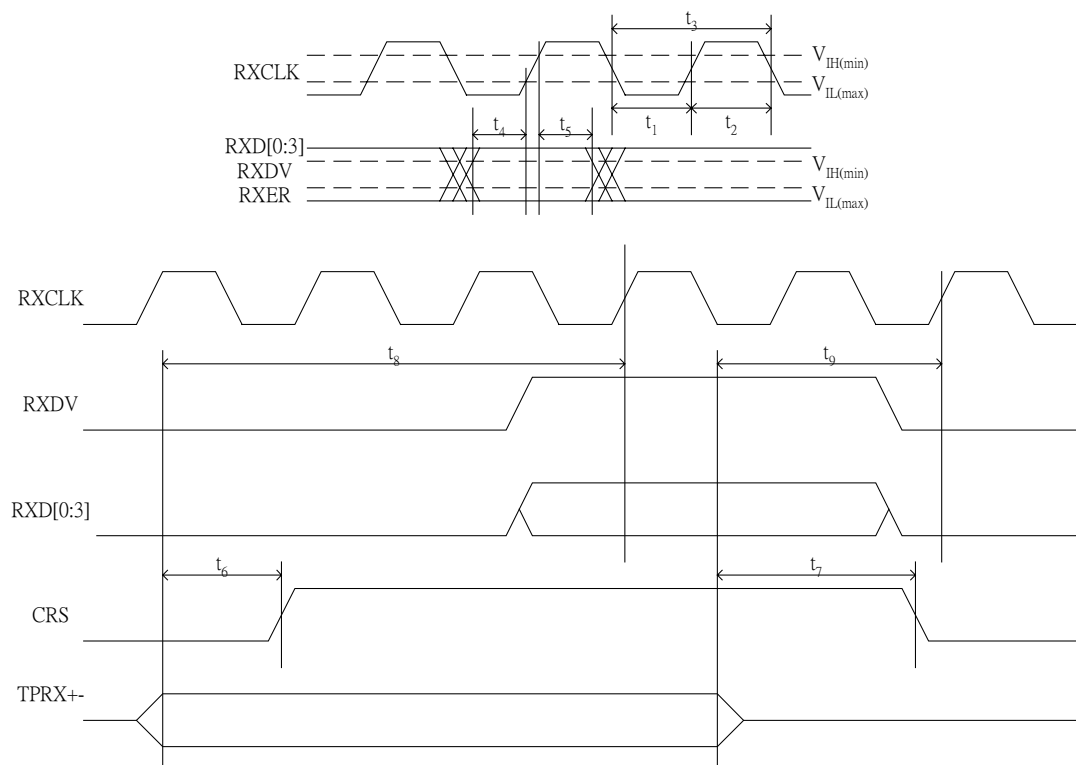 t3
RXCLK
VIH(min)
VIL(max)
t4
t5
t1
t2
RXD[0:3]
RXDV
RXER
VIH(min)
VIL(max)
RXCLK
t8
t9
RXDV
RXD[0:3]
t6
t7
CRS
TPRX+-